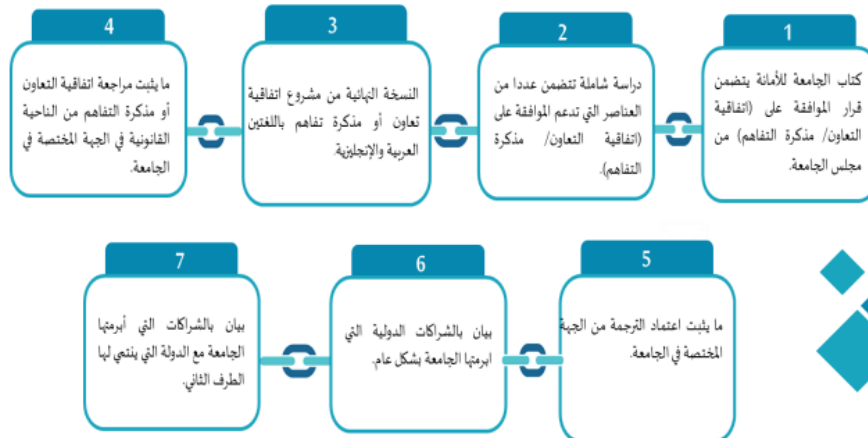 1
كتاب الجامعة للأمانة يتضمن
قرار الموافقة على (اتفاقية
التعاون/ مذكرة التفاهم) من
مجلس الجامعة.
2
دراسة شاملة تتضمن عددا من
العناصر التي تدعم الموافقة على
(اتفاقية التعاون/ مذكرة
التفاهم).
3
النسخة النهائية من مشروع اتفاقية
تعاون أو مذكرة تفاهم باللغتين
العربية والإنجليزية.
4
ما يثبت مراجعة اتفاقية التعاون
أو مذكرة التفاهم من الناحية
القانونية في الجهة المختصة في
الجامعة.
5
ما يثبت اعتماد الترجمة من الجهة
المختصة في الجامعة.
6
بيان بالشراكات الدولية التي
ابرمتها الجامعة بشكل عام.
7
بيان بالشراكات التي أبرمتها
الجامعة مع الدولة التي ينتمي لها
الطرف الثاني.